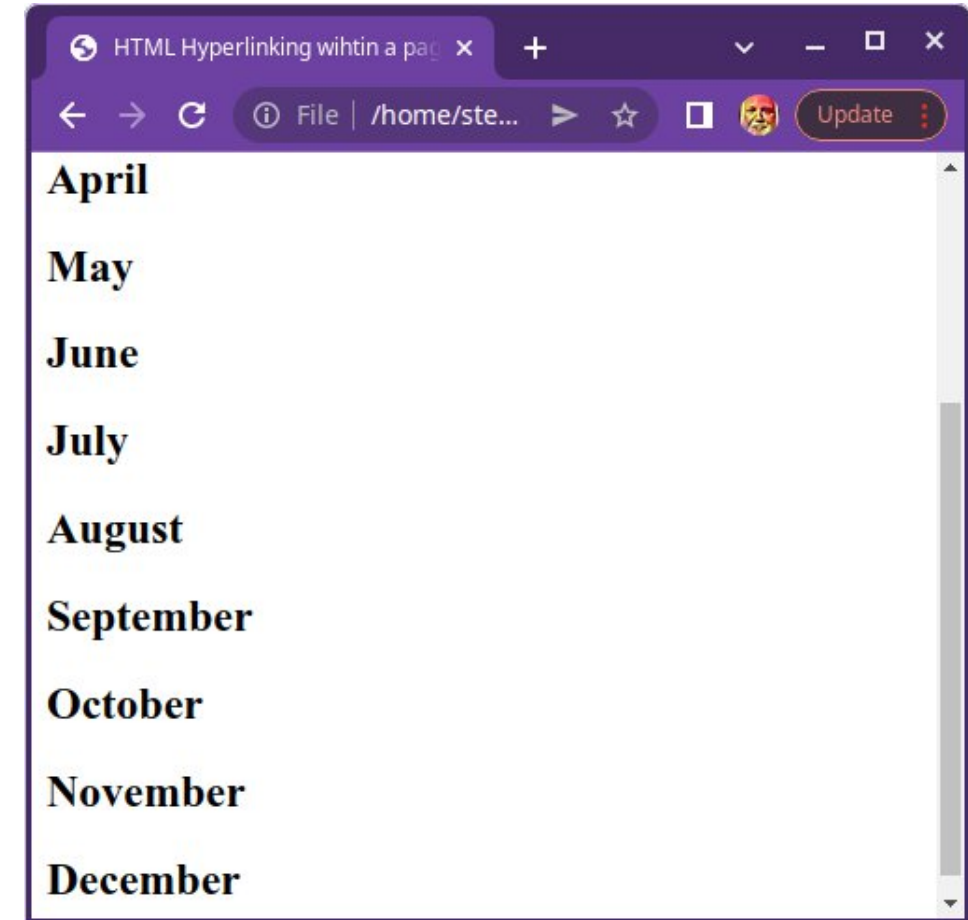 HTML Hyperlinking wihtin a pag
File /home/ste... Update
April
May
June
July
August
September
October
November
December